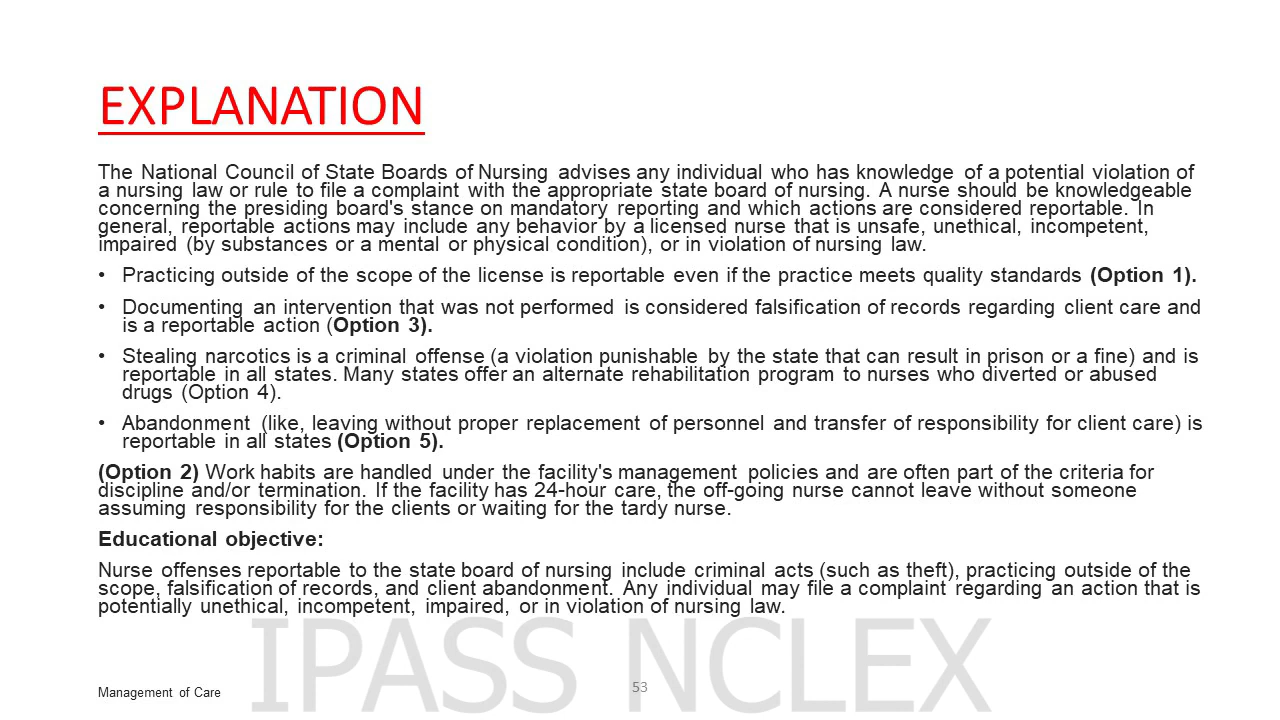 EXPLANATION
The National Council of State Boards of Nursing advises any individual who has knowledge of a potential violation of
a nursing law or rule to file a complaint with the appropriate state board of nursing. A nurse should be knowledgeable
concerning the presiding board's stance on mandatory reporting and which actions are considered reportable. In
general, reportable actions may include any behavior by a licensed nurse that is unsafe, unethical, incompetent,
impaired (by substances or a mental or physical condition), or in violation of nursing law.
• Practicing outside of the scope of the license is reportable even if the practice meets quality standards (Option 1).
• Documenting an intervention that was not performed is considered falsification of records regarding client care and
is a reportable action (Option 3).
• Stealing narcotics is a criminal offense (a violation punishable by the state that can result in prison or a fine) and is
reportable in all states. Many states offer an alternate rehabilitation program to nurses who diverted or abused
drugs (Option 4).
• Abandonment (like, leaving without proper replacement of personnel and transfer of responsibility for client care) is
reportable in all states (Option 5).
(Option 2) Work habits are handled under the facility's management policies and are often part of the criteria for
discipline and/or termination. If the facility has 24-hour care, the off-going nurse cannot leave without someone
assuming responsibility for the clients or waiting for the tardy nurse.
Educational objective:
Nurse offenses reportable to the state board of nursing include criminal acts (such as theft), practicing outside of the
scope, falsification of records, and client abandonment. Any individual may file a complaint regarding an action that is
potentially unethical, incompetent, impaired, or in violation of nursing law.
IPASS NCLEX
Management of Care
53